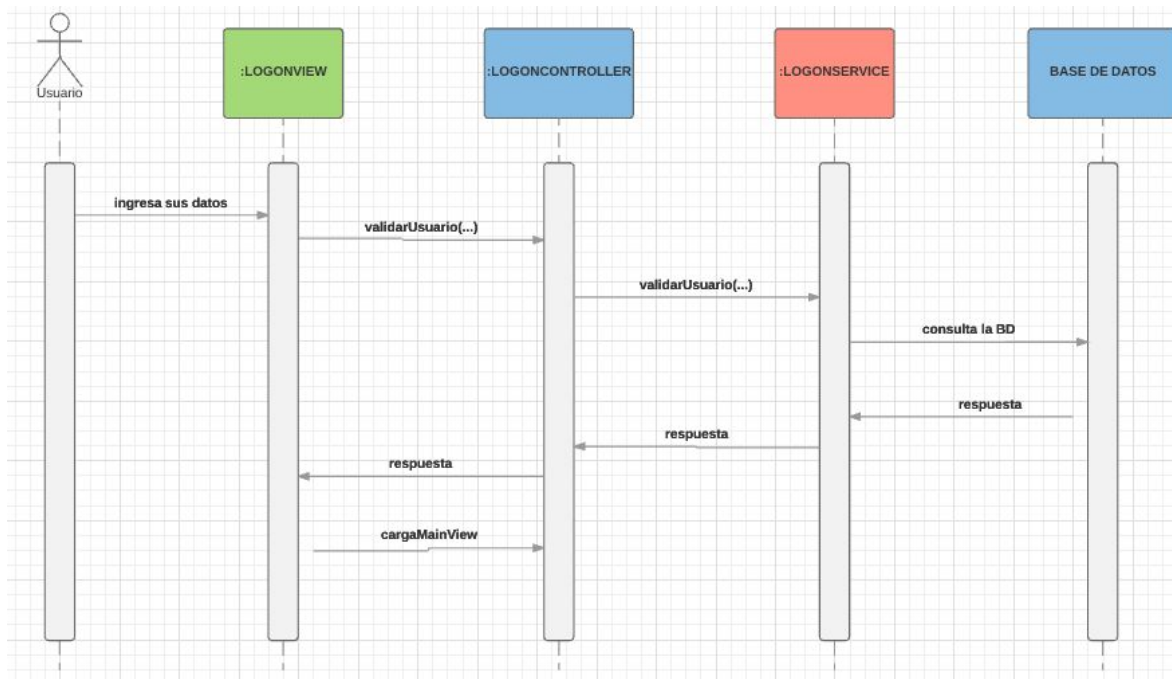 :LOGONVIEW
:LOGONCONTROLLER
:LOGONSERVICE
BASE DE DATOS
Usuario
ingresa sus datos
validarUsuario(...)
validarUsuario(...)
consulta la BD
respuesta
respuesta
respuesta
cargaMainView